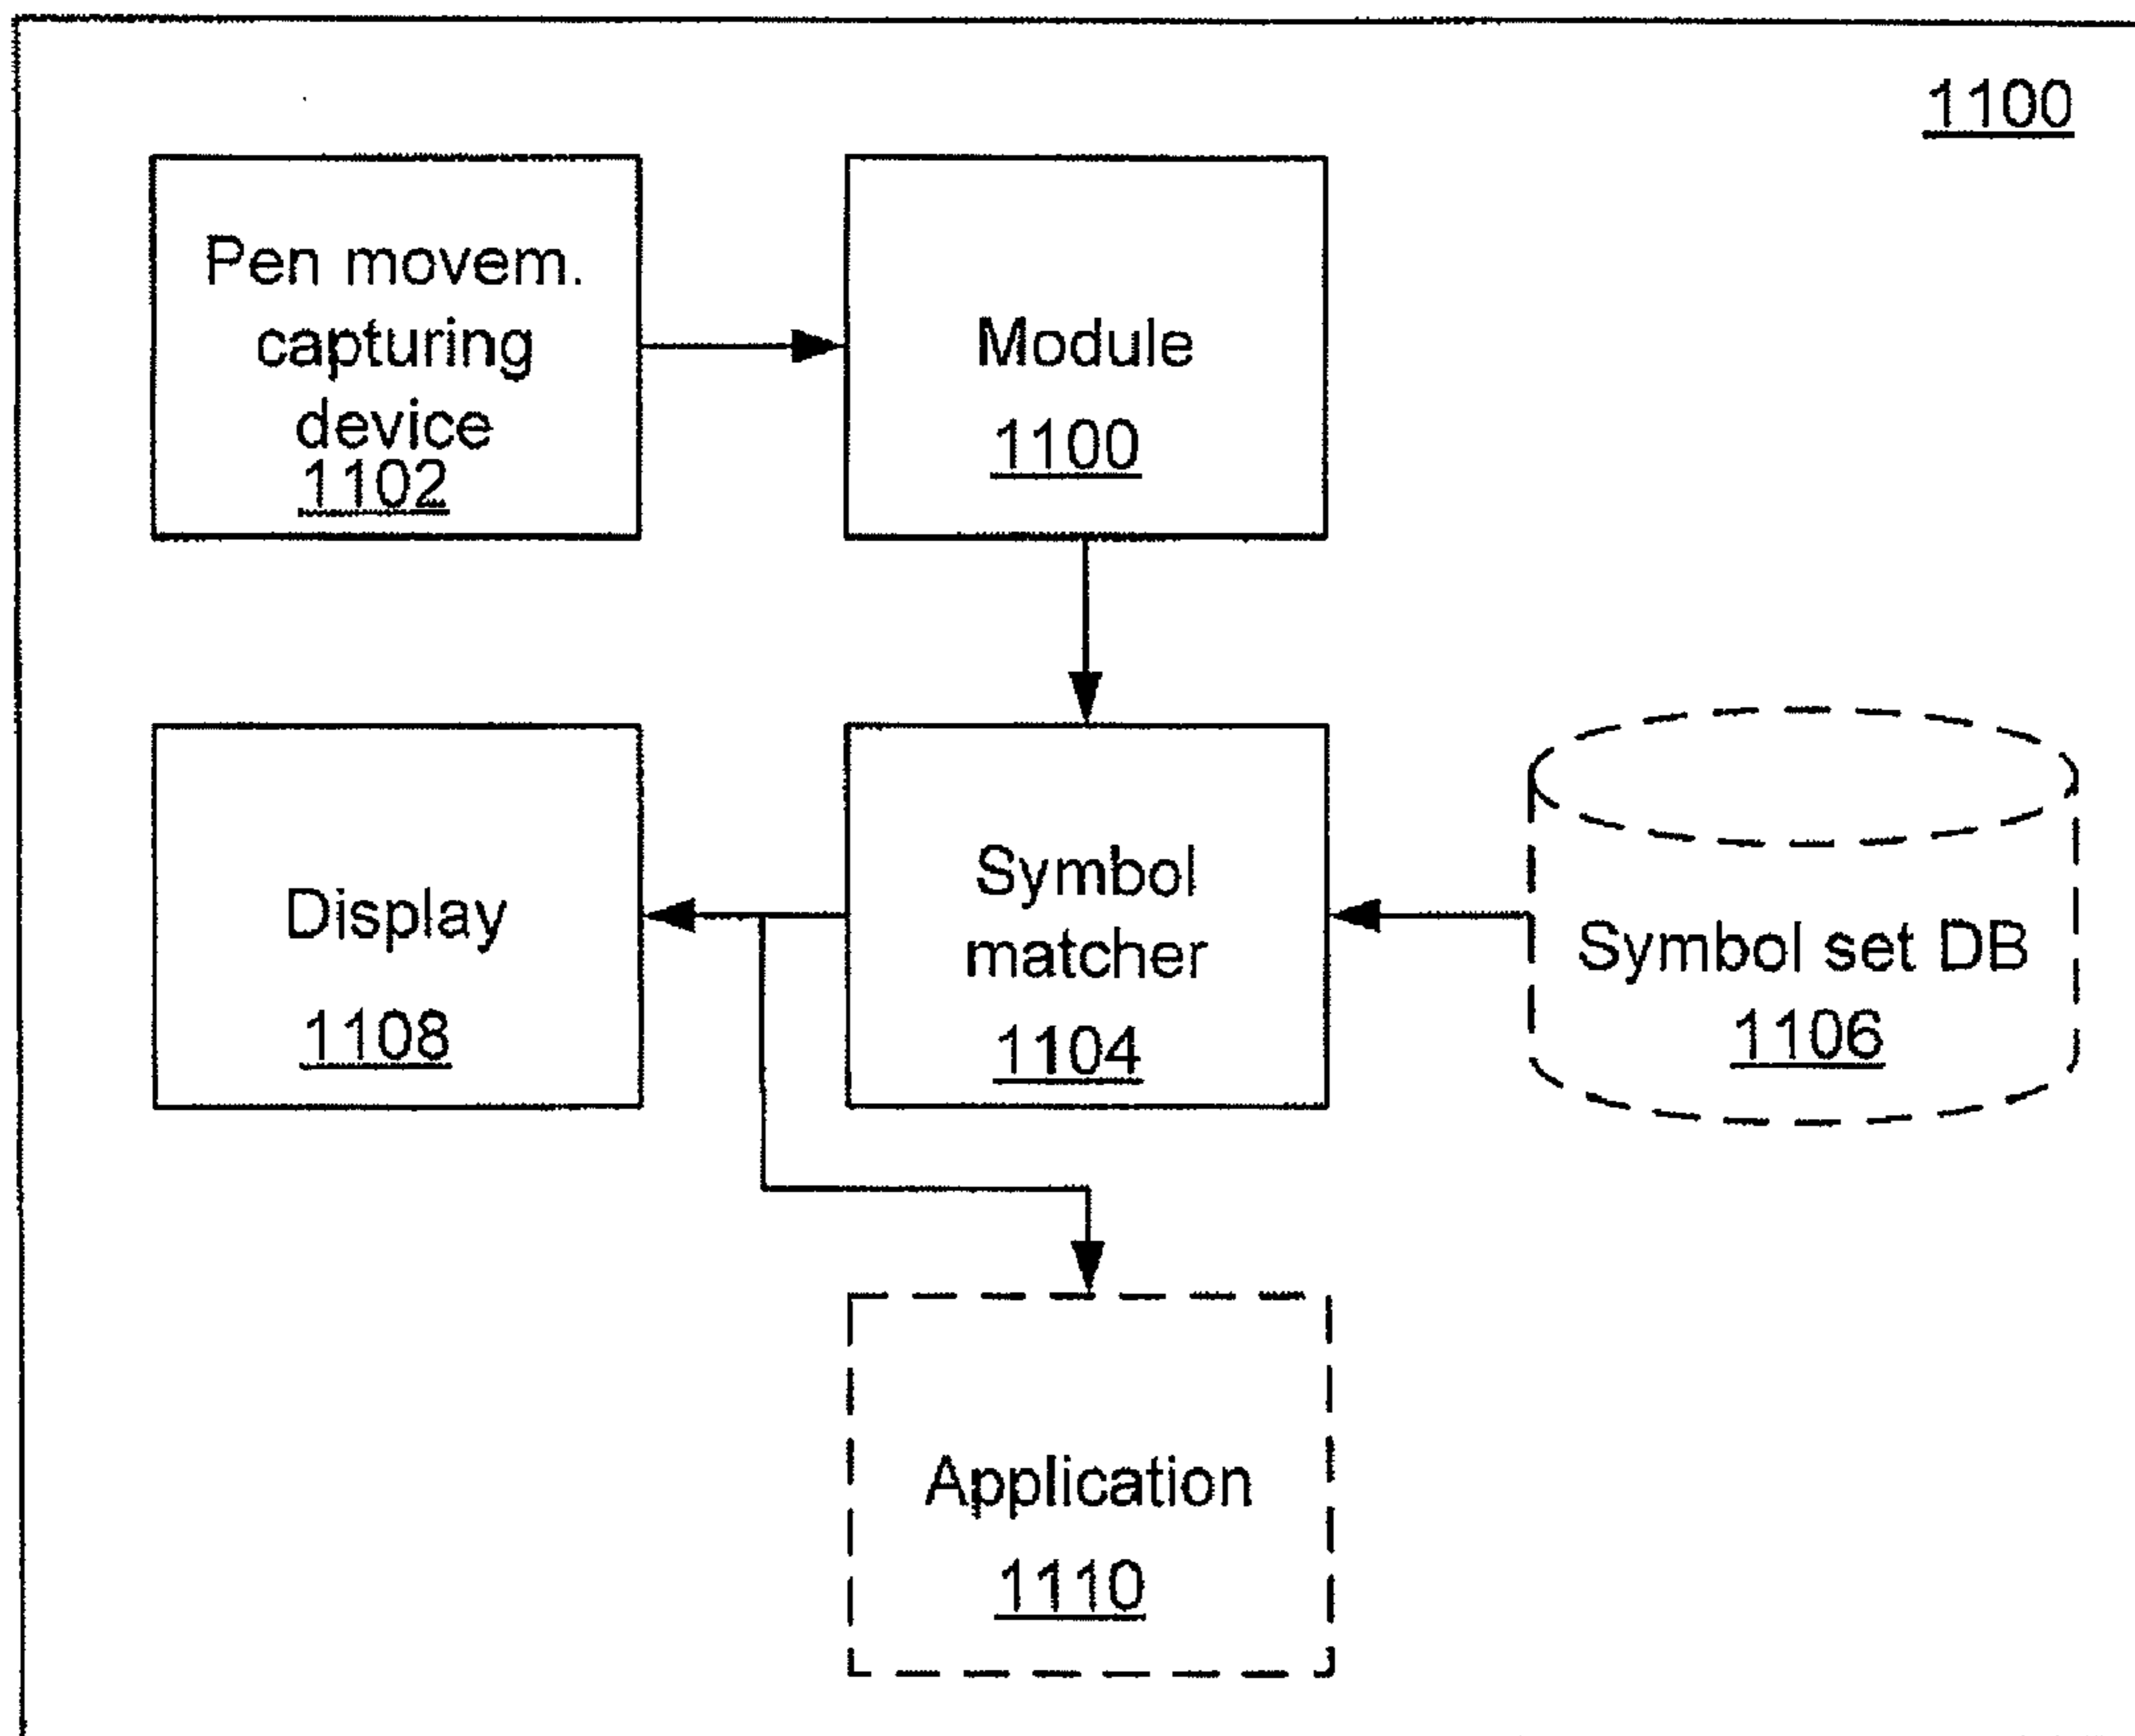 1100
Pen movem.
capturing
device
1102
Module
1100
Display
1108
Symbol
matcher
1104
Symbol set DB
1106
Application
1110